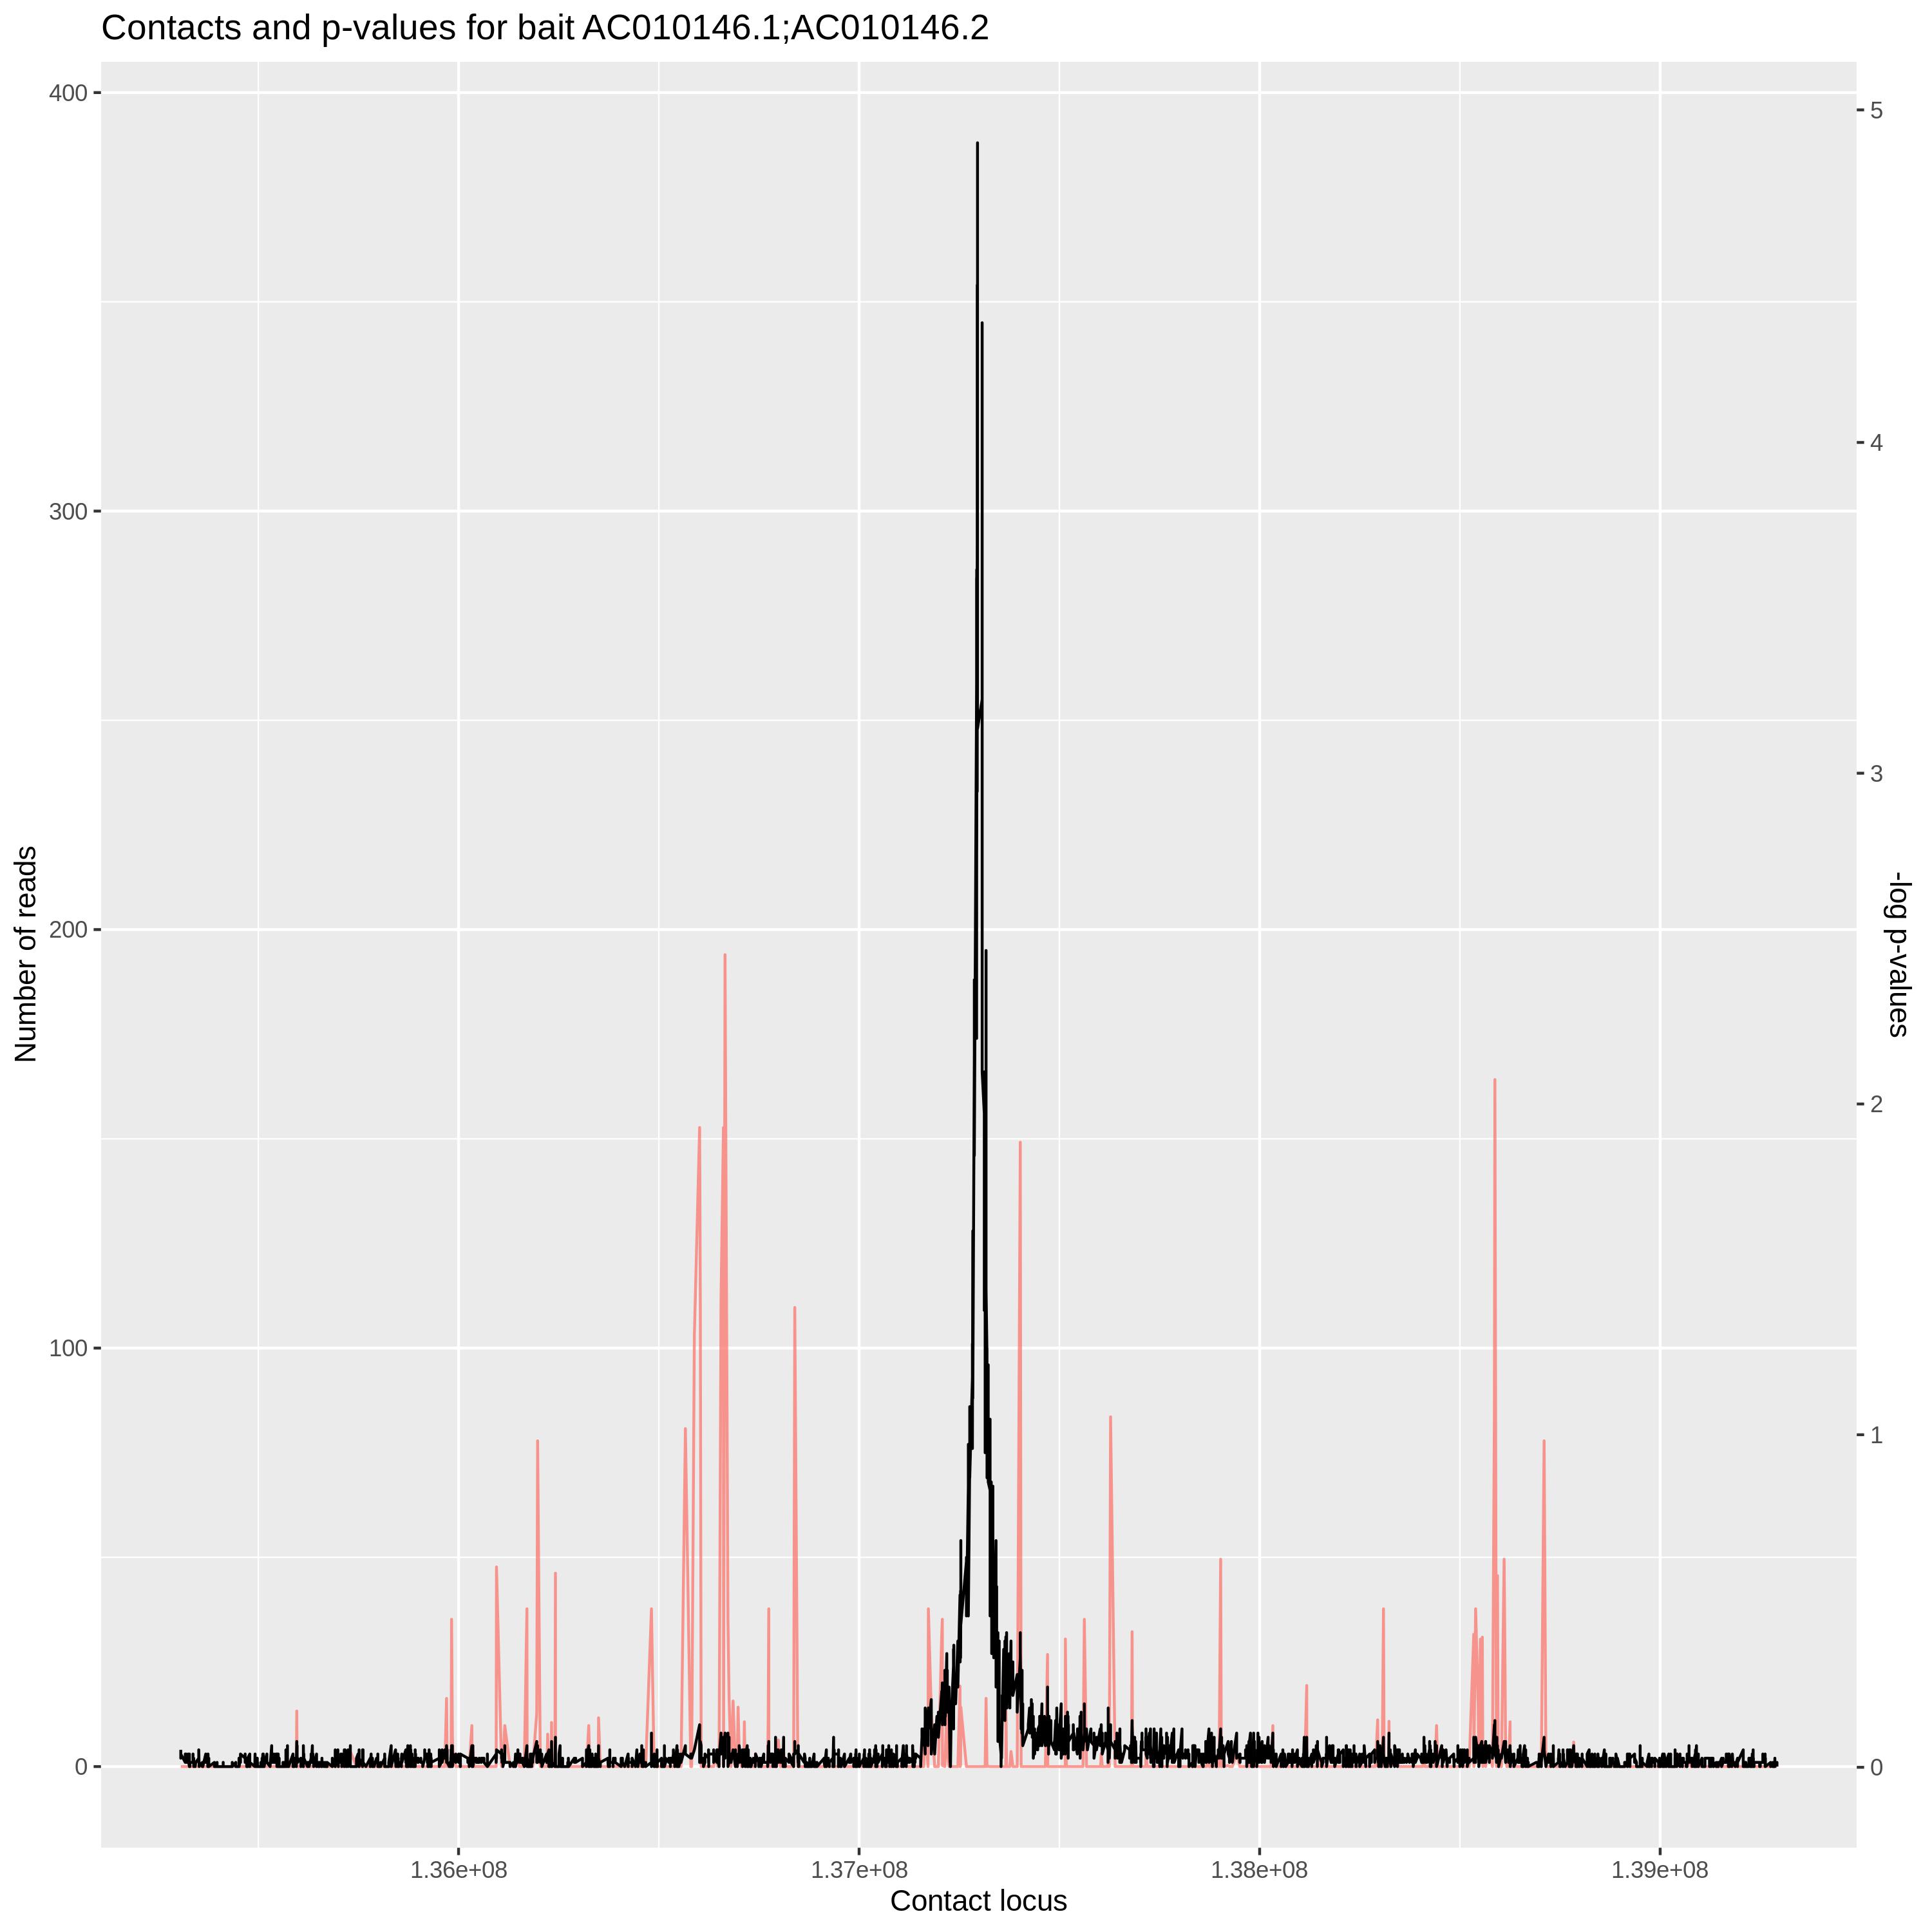 Contacts and p-values for bait AC010146.1;AC010146.2
400
300
200
100
0
Number of reads
5
4
3
2
1
0
-log p-values
1.36e+08 1.37e+08 1.38e+08 1.39e+08
Contact locus